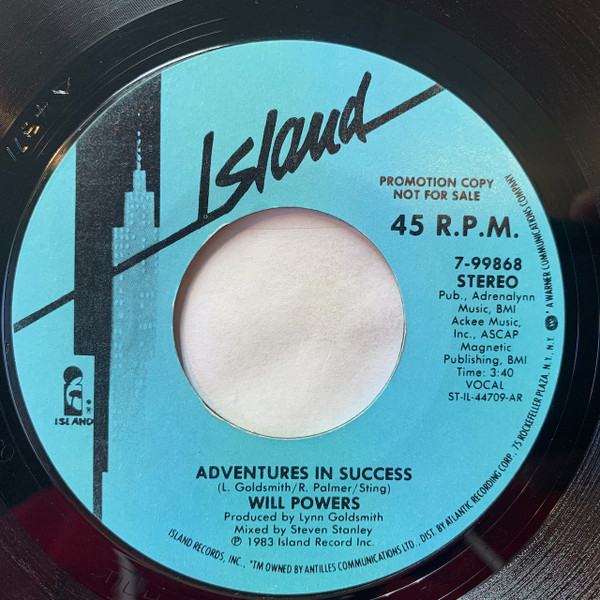 Island
PROMOTION COPY
NOT FOR SALE
45 R.P.M.
7-99868
STEREO
Pub., Adrenalynn
Music, BMI
Ackee Music,
Inc., ASCAP
Magnetic
Publishing, BMI
Time: 3:40
VOCAL
ST-IL-44709-AR
ISLAND
ADVENTURES IN SUCCESS
(L. Goldsmith/R. Palmer/Sting)
WILL POWERS
Produced by Lynn Goldsmith
Mixed by Steven Stanley
℗ 1983 Island Record Inc.
ISLAND RECORDS, INC., *TM OWNED BY ANTILLES COMMUNICATIONS LTD., DIST. BY ATLANTIC RECORDING CORP., 75 ROCKEFELLER PLAZA, N.Y., N.Y. * A WARNER COMMUNICATIONS COMPANY